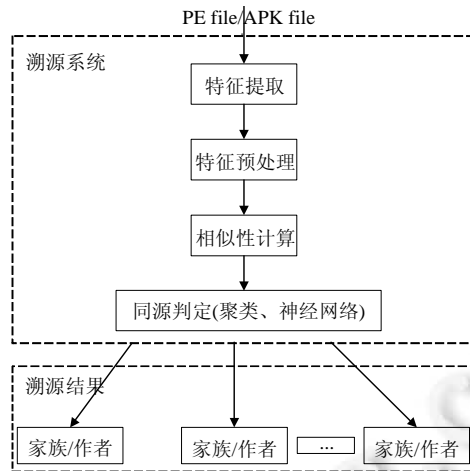 PE file/APK file
溯源系统
特征提取
特征预处理
相似性计算
同源判定(聚类、神经网络)
溯源结果
家族/作者 家族/作者 ... 家族/作者